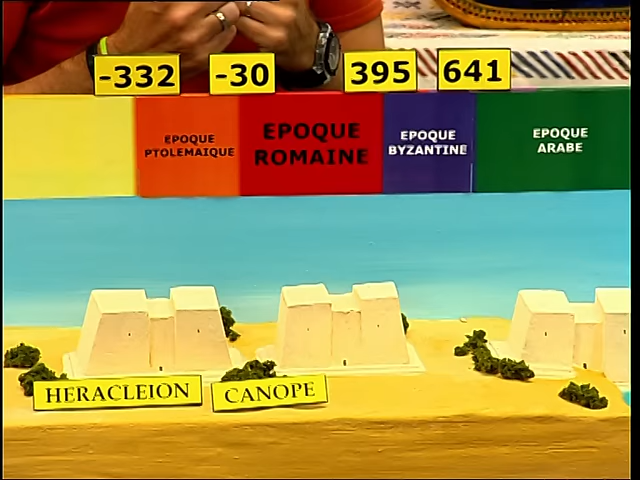 -332 -30 395 641
EPOQUE
PTOLEMAIQUE
EPOQUE
ROMAINE
EPOQUE
BYZANTINE
EPOQUE
ARABE
HERACLEION
CANOPE